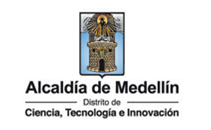 Alcaldía de Medellín
Distrito de
Ciencia, Tecnología e Innovación